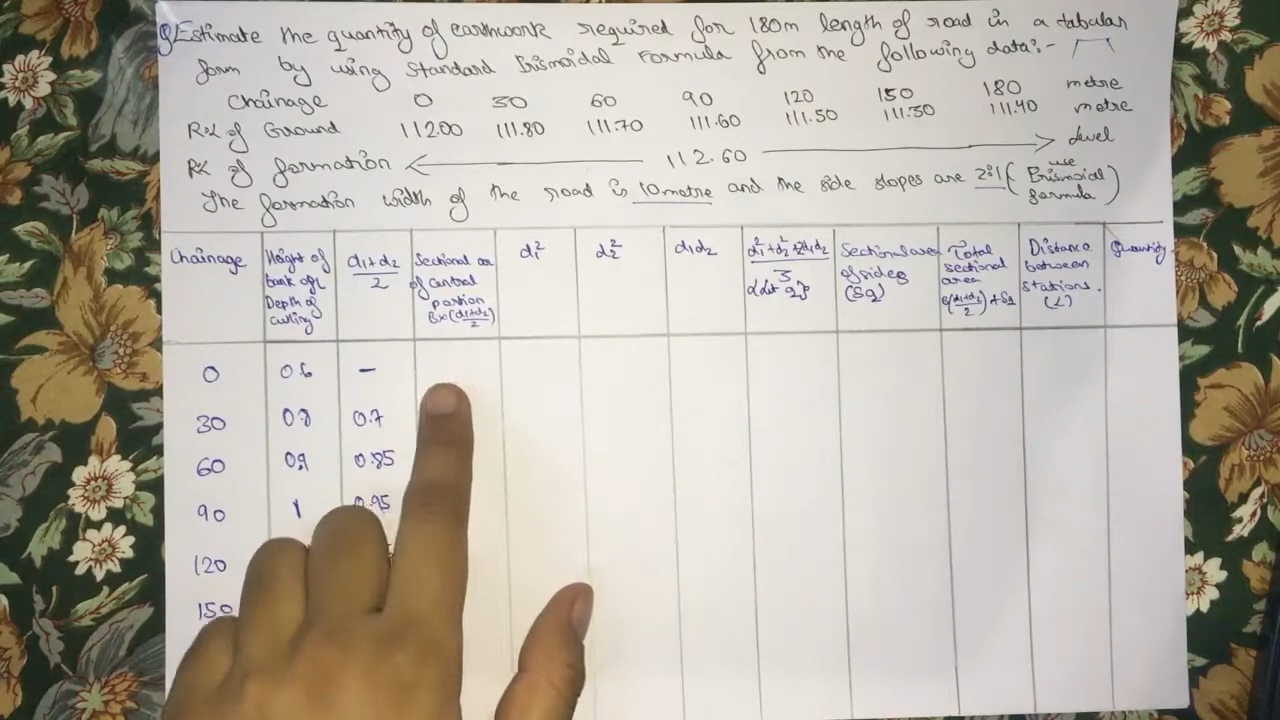 Q Estimate the quantity of earthwork required for 180m length of road in a tabular
form by using Standard Prismoidal Formula from the following data:-
Chainage 0 30 60 90 120 150 180 metre
R.L of Ground 112.00 111.80 111.70 111.60 111.50 111.30 111.40 metre
RL of formation 112.60 level
The formation width of the road is 10 metre and the side slopes are 2:1 (use Prismoidal formula)
Chainage
Height of bank or Depth of cutting
d1+d2/2
Sectional area of central portion B×(d1+d2/2)
d1²
d2²
d1d2
Sectional area of sides (Sq)
Total sectional area
Distance between stations. (L)
Quantity
0 0.6 –
30 0.8 0.7
60 0.9 0.85
90 1 0.95
120
150